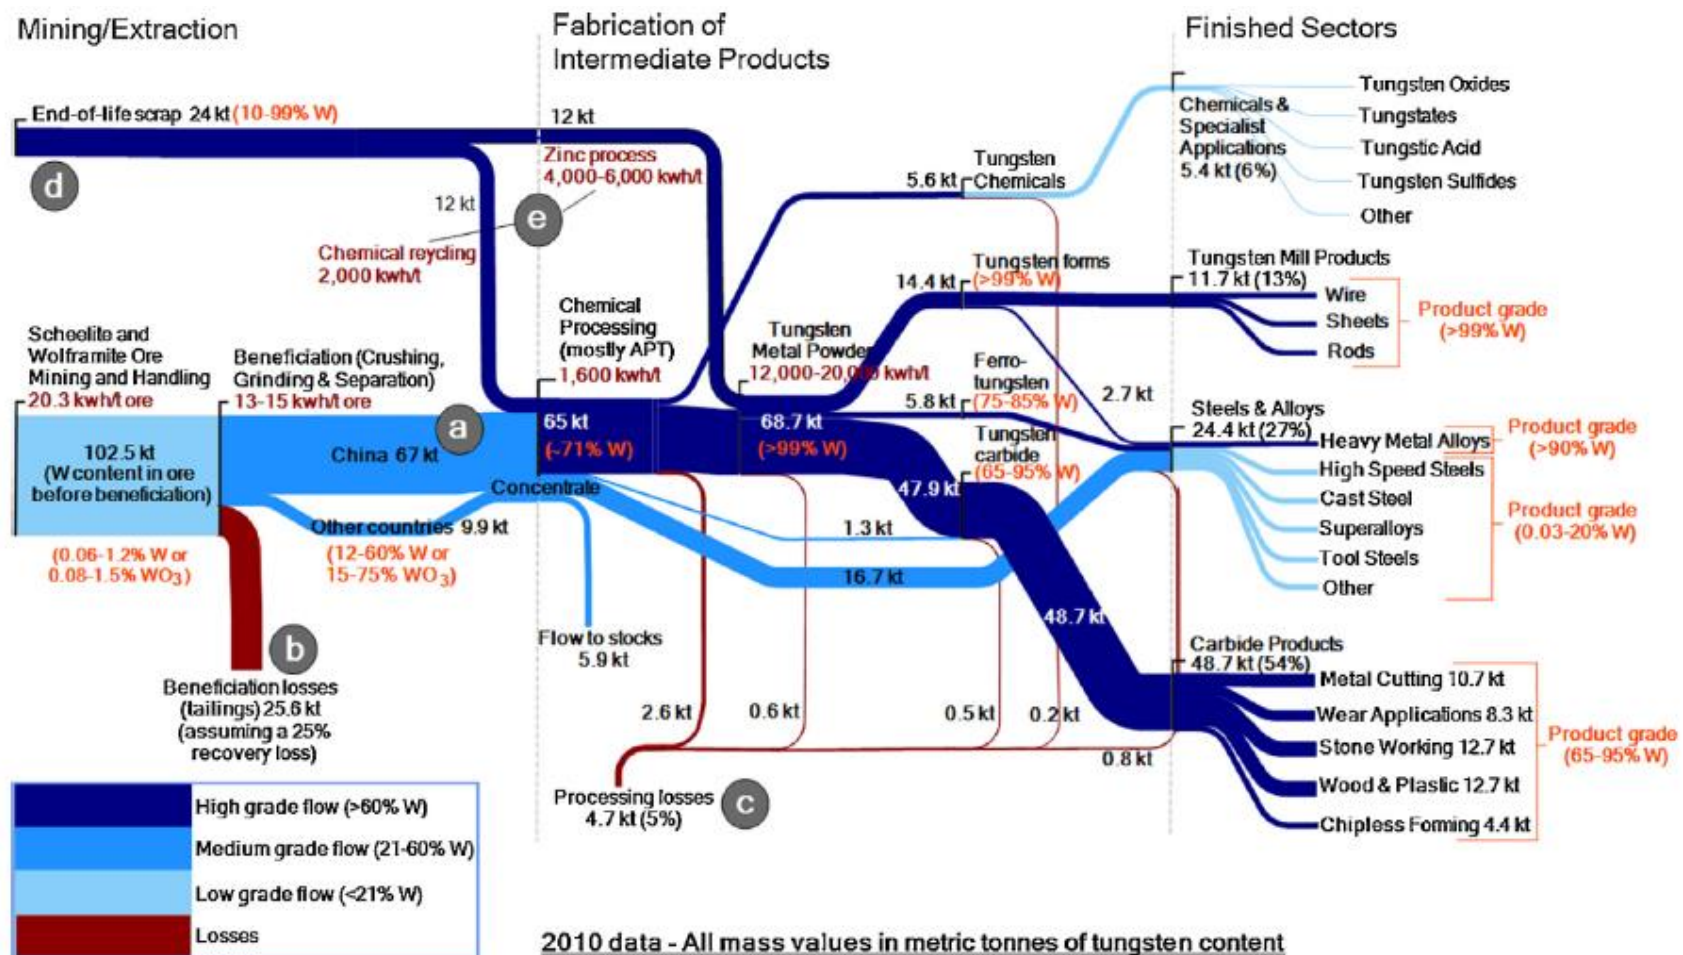 Mining/Extraction
Fabrication of
Intermediate Products
Finished Sectors
End-of-life scrap 24 kt (10-99% W)
d
12 kt
Zinc process
4,000-6,000 kwh/t
12 kt
e
Chemical reycling
2,000 kwh/t
Scheelite and
Wolframite Ore
Mining and Handling
20.3 kwh/t ore
Beneficiation (Crushing,
Grinding & Separation)
13-15 kwh/t ore
102.5 kt
(W content in ore
before beneficiation)
(0.06-1.2% W or
0.08-1.5% WO3)
a
China 67 kt
Other countries 9.9 kt
(12-60% W or
15-75% WO3)
Concentrate
b
Beneficiation losses
(tailings) 25.6 kt
(assuming a 25%
recovery loss)
Chemical
Processing
(mostly APT)
1,600 kwh/t
65 kt
(~71% W)
Tungsten
Metal Powder
12,000-20,000 kwh/t
68.7 kt
(>99% W)
Flow to stocks
5.9 kt
5.6 kt
Tungsten
Chemicals
14.4 kt
Tungsten forms
(>99% W)
5.8 kt
Ferro-
tungsten
(75-85% W)
47.9 kt
Tungsten
carbide
(65-95% W)
2.7 kt
1.3 kt
16.7 kt
48.7 kt
2.6 kt
0.6 kt
0.5 kt
0.2 kt
0.8 kt
Processing losses
4.7 kt (5%)
c
Chemicals &
Specialist
Applications
5.4 kt (6%)
Tungsten Oxides
Tungstates
Tungstic Acid
Tungsten Sulfides
Other
Tungsten Mill Products
11.7 kt (13%)
Wire
Sheets
Rods
Product grade
(>99% W)
Steels & Alloys
24.4 kt (27%)
Heavy Metal Alloys
Product grade
(>90% W)
High Speed Steels
Cast Steel
Superalloys
Tool Steels
Other
Product grade
(0.03-20% W)
Carbide Products
48.7 kt (54%)
Metal Cutting 10.7 kt
Wear Applications 8.3 kt
Stone Working 12.7 kt
Wood & Plastic 12.7 kt
Chipless Forming 4.4 kt
Product grade
(65-95% W)
High grade flow (>60% W)
Medium grade flow (21-60% W)
Low grade flow (<21% W)
Losses
2010 data - All mass values in metric tonnes of tungsten content